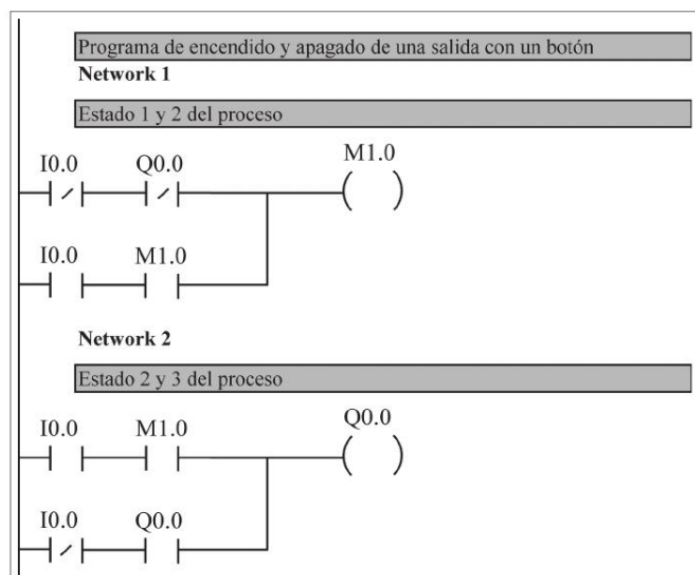 Programa de encendido y apagado de una salida con un botón
Network 1
Estado 1 y 2 del proceso
I0.0 Q0.0 M1.0
I0.0 M1.0
Network 2
Estado 2 y 3 del proceso
I0.0 M1.0 Q0.0
I0.0 Q0.0